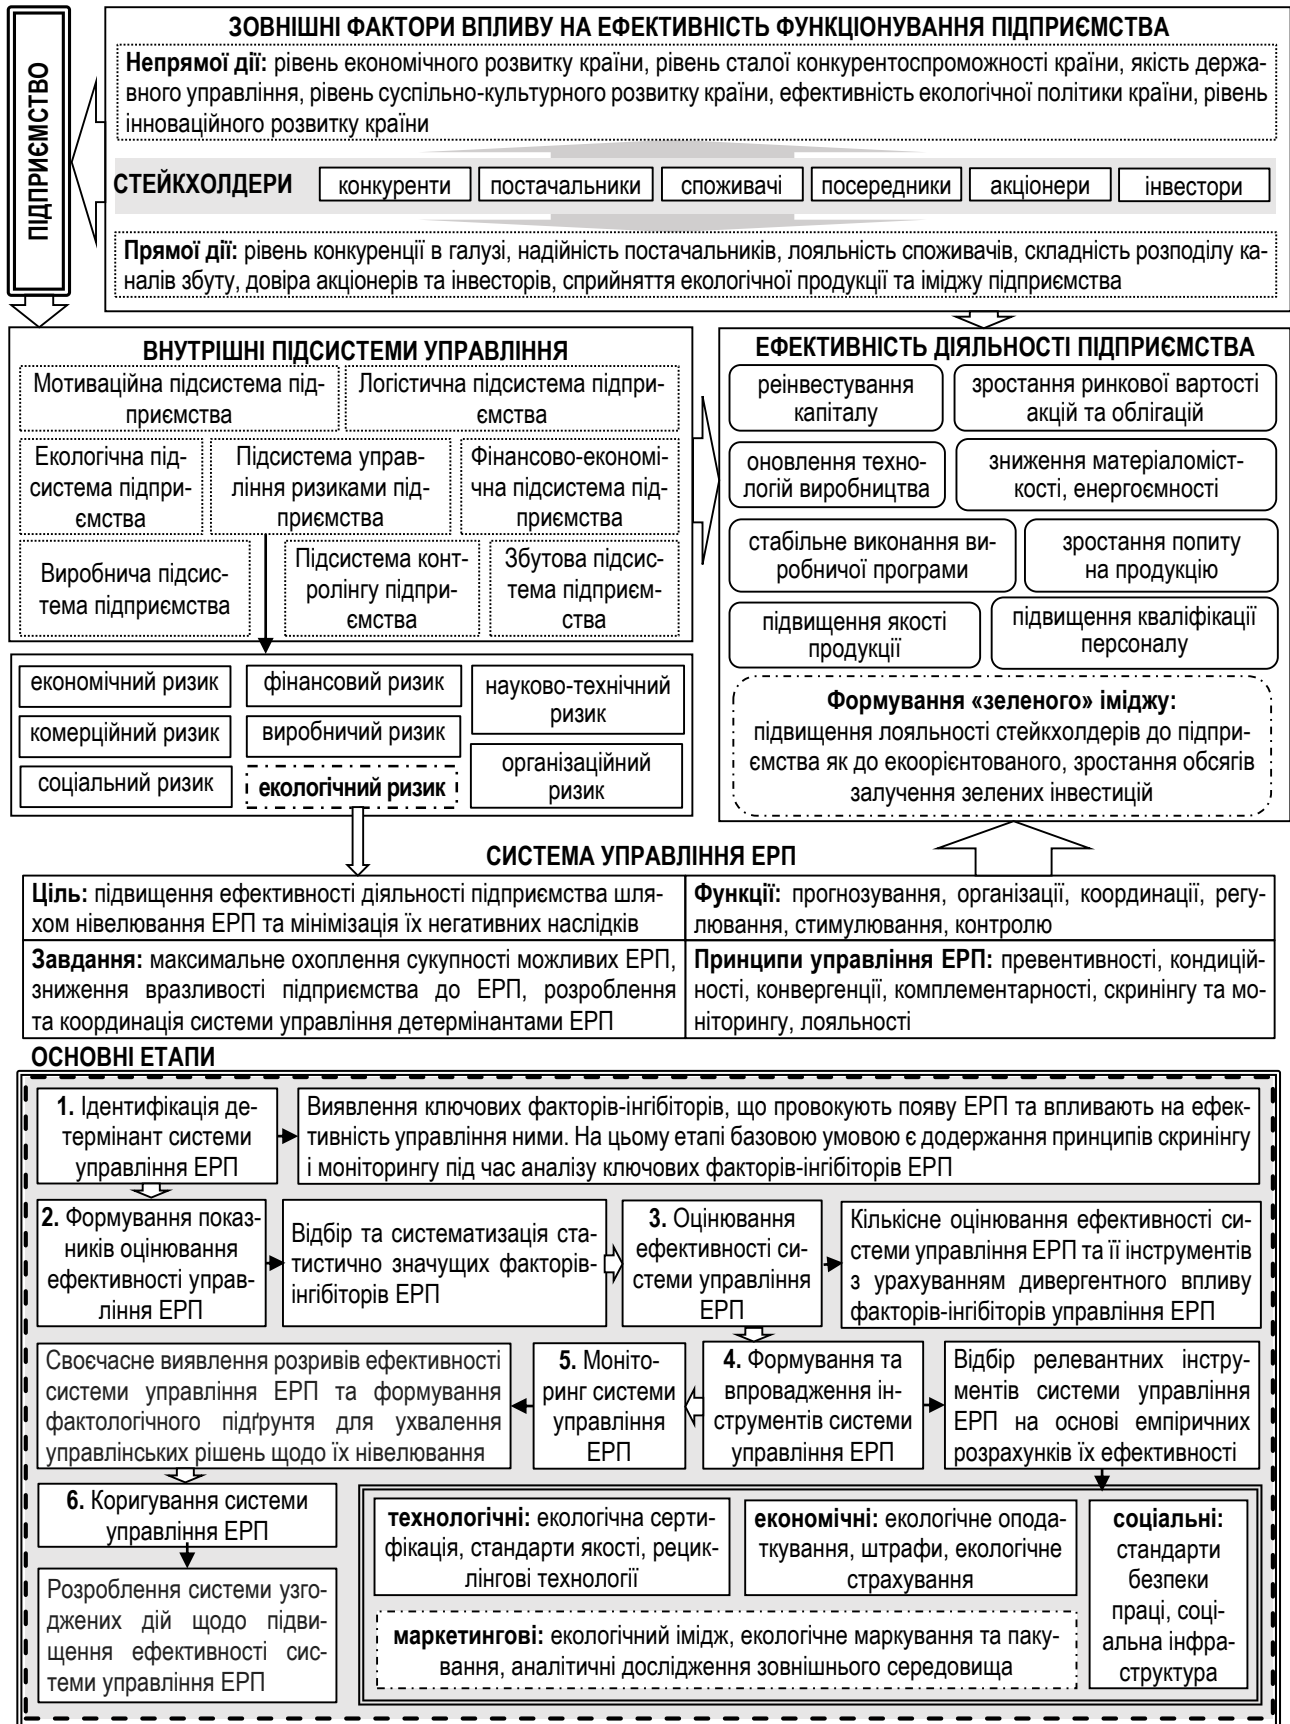 ПІДПРИЄМСТВО
ЗОВНІШНІ ФАКТОРИ ВПЛИВУ НА ЕФЕКТИВНІСТЬ ФУНКЦІОНУВАННЯ ПІДПРИЄМСТВА
Непрямої дії: рівень економічного розвитку країни, рівень сталої конкурентоспроможності країни, якість держа-
вного управління, рівень суспільно-культурного розвитку країни, ефективність екологічної політики країни, рівень
інноваційного розвитку країни
СТЕЙКХОЛДЕРИ
конкуренти
постачальники
споживачі
посередники
акціонери
інвестори
Прямої дії: рівень конкуренції в галузі, надійність постачальників, лояльність споживачів, складність розподілу ка-
налів збуту, довіра акціонерів та інвесторів, сприйняття екологічної продукції та іміджу підприємства
ВНУТРІШНІ ПІДСИСТЕМИ УПРАВЛІННЯ
Мотиваційна підсистема під-
приємства
Логістична підсистема підпри-
ємства
Екологічна під-
система підпри-
ємства
Підсистема управ-
ління ризиками під-
приємства
Фінансово-економі-
чна підсистема під-
приємства
Виробнича підсис-
тема підприємства
Підсистема конт-
ролінгу підпри-
ємства
Збутова підсис-
тема підприєм-
ства
ЕФЕКТИВНІСТЬ ДІЯЛЬНОСТІ ПІДПРИЄМСТВА
реінвестування
капіталу
зростання ринкової вартості
акцій та облігацій
оновлення техно-
логій виробництва
зниження матеріаломіст-
кості, енергоємності
стабільне виконання ви-
робничої програми
зростання попиту
на продукцію
підвищення якості
продукції
підвищення кваліфікації
персоналу
Формування «зеленого» іміджу:
підвищення лояльності стейкхолдерів до підпри-
ємства як до екоорієнтованого, зростання обсягів
залучення зелених інвестицій
економічний ризик
фінансовий ризик
науково-технічний
ризик
комерційний ризик
виробничий ризик
соціальний ризик
екологічний ризик
організаційний
ризик
СИСТЕМА УПРАВЛІННЯ ЕРП
Ціль: підвищення ефективності діяльності підприємства шля-
хом нівелювання ЕРП та мінімізація їх негативних наслідків
Функції: прогнозування, організації, координації, регу-
лювання, стимулювання, контролю
Завдання: максимальне охоплення сукупності можливих ЕРП,
зниження вразливості підприємства до ЕРП, розроблення
та координація системи управління детермінантами ЕРП
Принципи управління ЕРП: превентивності, кондицій-
ності, конвергенції, комплементарності, скринінгу та мо-
ніторингу, лояльності
ОСНОВНІ ЕТАПИ
1. Ідентифікація де-
термінант системи
управління ЕРП
Виявлення ключових факторів-інгібіторів, що провокують появу ЕРП та впливають на ефек-
тивність управління ними. На цьому етапі базовою умовою є додержання принципів скринінгу
і моніторингу під час аналізу ключових факторів-інгібіторів ЕРП
2. Формування показ-
ників оцінювання
ефективності управ-
ління ЕРП
Відбір та систематизація ста-
тистично значущих факторів-
інгібіторів ЕРП
3. Оцінювання
ефективності си-
стеми управління
ЕРП
Кількісне оцінювання ефективності си-
стеми управління ЕРП та її інструментів
з урахуванням дивергентного впливу
факторів-інгібіторів управління ЕРП
Своєчасне виявлення розривів ефективності
системи управління ЕРП та формування
фактологічного підґрунтя для ухвалення
управлінських рішень щодо їх нівелювання
5. Моніто-
ринг системи
управління
ЕРП
4. Формування та
впровадження ін-
струментів системи
управління ЕРП
Відбір релевантних інстру-
ментів системи управління
ЕРП на основі емпіричних
розрахунків їх ефективності
6. Коригування системи
управління ЕРП
Розроблення системи узго-
джених дій щодо підви-
щення ефективності сис-
теми управління ЕРП
технологічні: екологічна серти-
фікація, стандарти якості, рецик-
лінгові технології
економічні: екологічне опода-
ткування, штрафи, екологічне
страхування
соціальні:
стандарти
безпеки
праці, соці-
альна інфра-
структура
маркетингові: екологічний імідж, екологічне маркування та паку-
вання, аналітичні дослідження зовнішнього середовища